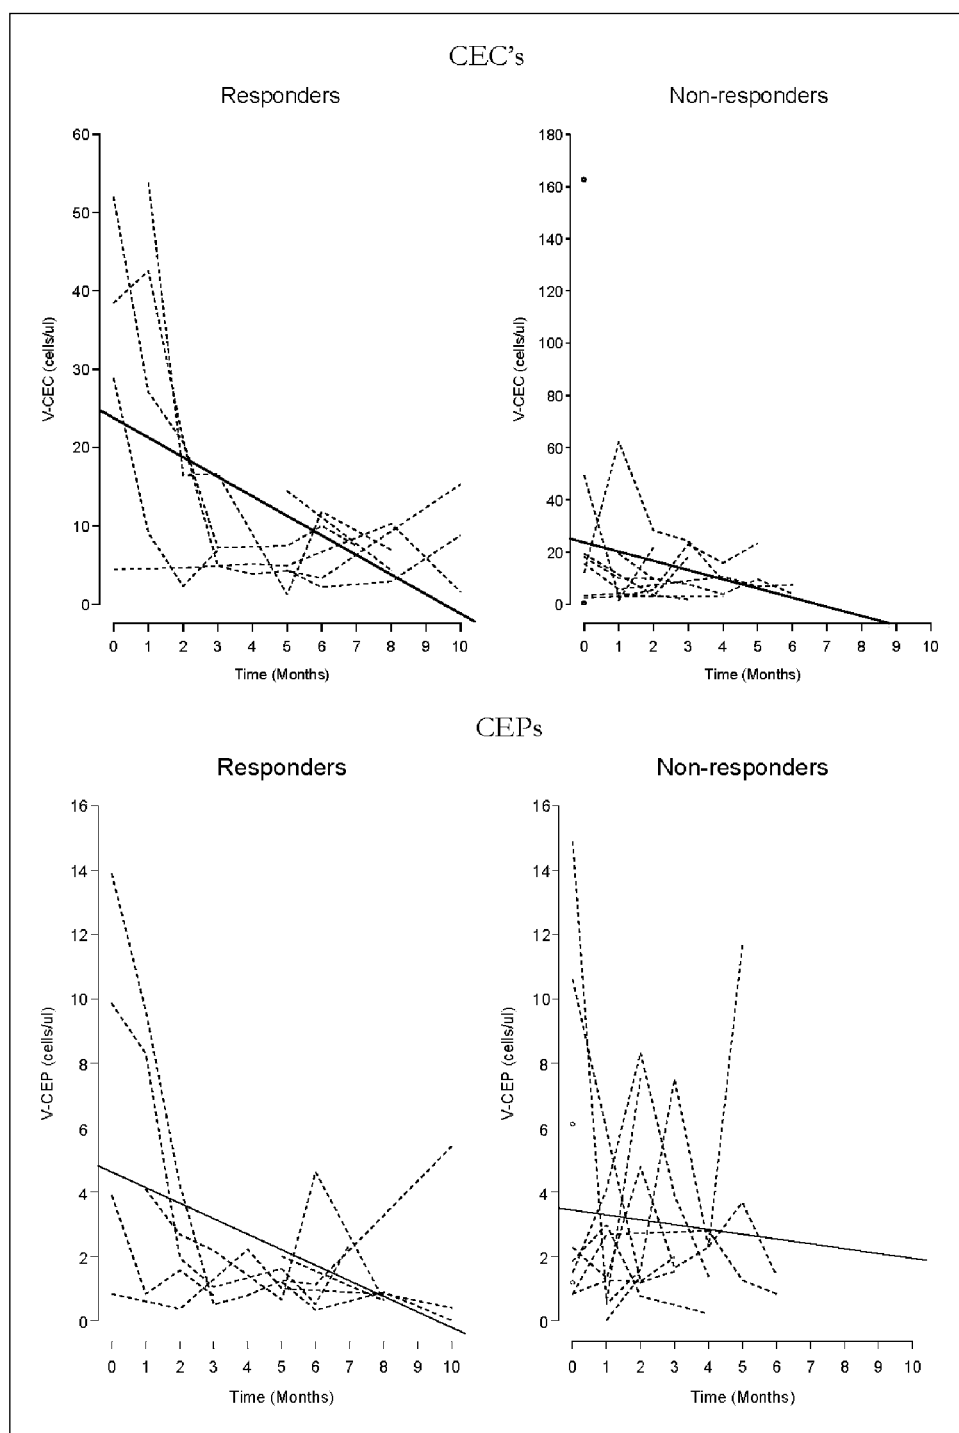 CEC's
Responders
Non-responders
60
50
40
30
20
10
0
V-CEC (cells/ul)
0 1 2 3 4 5 6 7 8 9 10
Time (Months)
180
160
140
120
100
80
60
40
20
0
V-CEC (cells/ul)
0 1 2 3 4 5 6 7 8 9 10
Time (Months)
CEPs
Responders
Non-responders
16
14
12
10
8
6
4
2
0
V-CEP (cells/ul)
0 1 2 3 4 5 6 7 8 9 10
Time (Months)
16
14
12
10
8
6
4
2
0
V-CEP (cells/ul)
0 1 2 3 4 5 6 7 8 9 10
Time (Months)